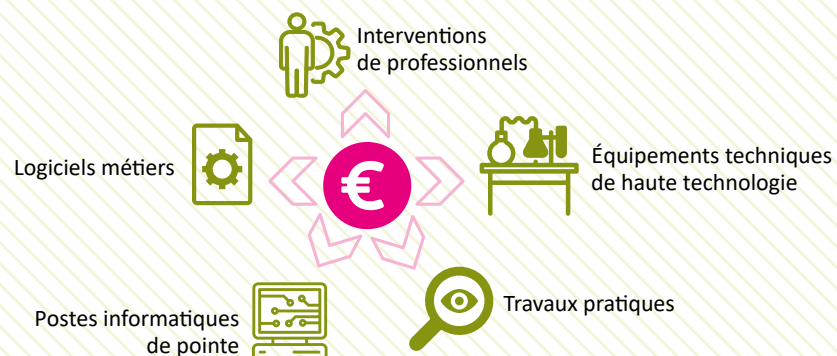 Interventions
de professionnels
Logiciels métiers
Équipements techniques
de haute technologie
€
Travaux pratiques
Postes informatiques
de pointe